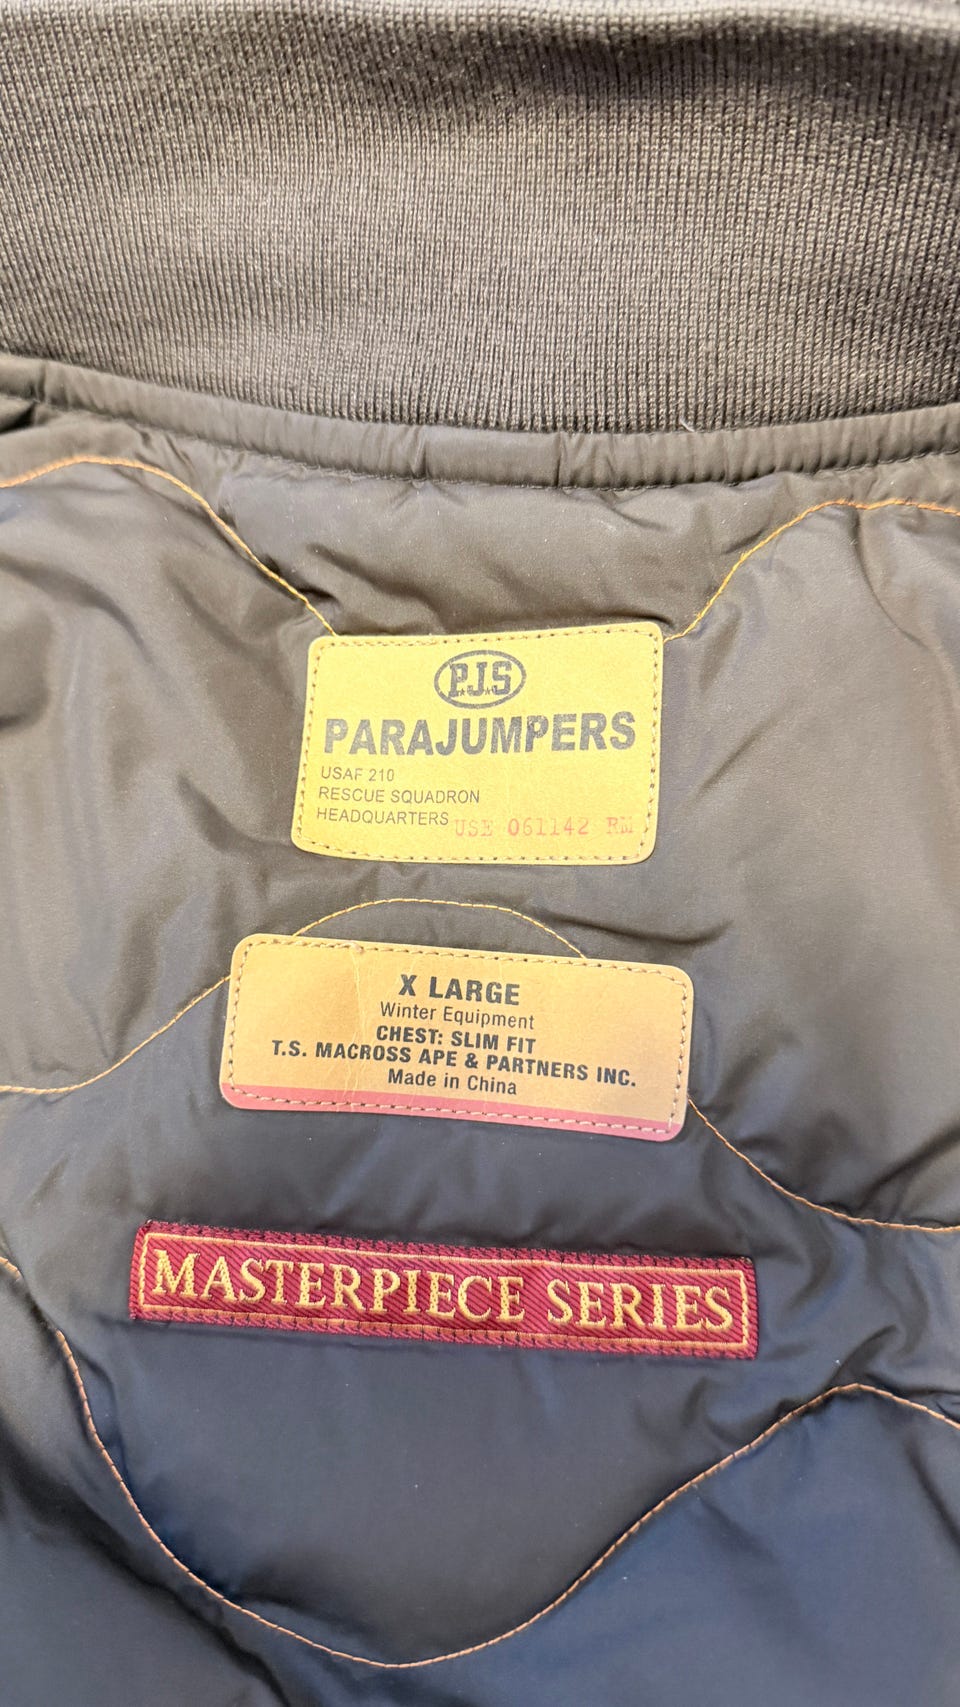 P.J.S
PARAJUMPERS
USAF 210
RESCUE SQUADRON
HEADQUARTERS USE 061142 RM
X LARGE
Winter Equipment
CHEST: SLIM FIT
T.S. MACROSS APE & PARTNERS INC.
Made in China
MASTERPIECE SERIES